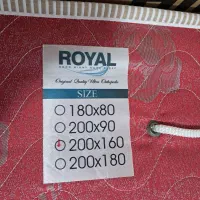 ROYAL
Original Quality Ultra Orthopedic
SIZE
180x80
200x90
200x160
200x180